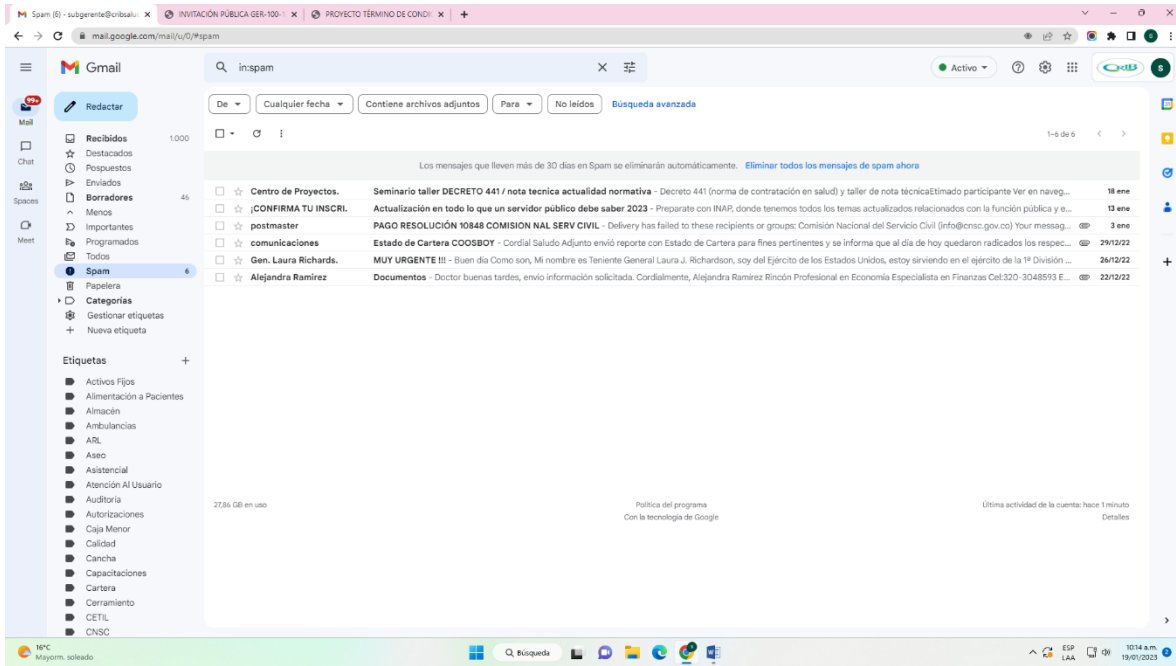 Spam (6) - subgerente@cribsalu
INVITACIÓN PÚBLICA GER-100-1
PROYECTO TÉRMINO DE CONDIC
mail.google.com/mail/u/0/#spam
Gmail
in:spam
Activo
CRIB
S
99+
Mail
Chat
Spaces
Meet
Redactar
Recibidos 1.000
Destacados
Pospuestos
Enviados
Borradores 46
Menos
Importantes
Programados
Todos
Spam 6
Papelera
Categorías
Gestionar etiquetas
Nueva etiqueta
Etiquetas
Activos Fijos
Alimentación a Pacientes
Almacén
Ambulancias
ARL
Aseo
Asistencial
Atención Al Usuario
Auditoría
Autorizaciones
Caja Menor
Calidad
Cancha
Capacitaciones
Cartera
Cerramiento
CETIL
CNSC
De Cualquier fecha Contiene archivos adjuntos Para No leídos Búsqueda avanzada
1–6 de 6
Los mensajes que lleven más de 30 días en Spam se eliminarán automáticamente. Eliminar todos los mensajes de spam ahora
Centro de Proyectos. Seminario taller DECRETO 441 / nota tecnica actualidad normativa - Decreto 441 (norma de contratación en salud) y taller de nota técnicaEtimado participante Ver en naveg... 18 ene
¡CONFIRMA TU INSCRI. Actualización en todo lo que un servidor público debe saber 2023 - Preparate con INAP, donde tenemos todos los temas actualizados relacionados con la función pública y e... 13 ene
postmaster PAGO RESOLUCIÓN 10848 COMISION NAL SERV CIVIL - Delivery has failed to these recipients or groups: Comisión Nacional del Servicio Civil (info@cnsc.gov.co) Your messag... 3 ene
comunicaciones Estado de Cartera COOSBOY - Cordial Saludo Adjunto envió reporte con Estado de Cartera para fines pertinentes y se informa que al día de hoy quedaron radicados los respec... 29/12/22
Gen. Laura Richards. MUY URGENTE !!! - Buen día Como son, Mi nombre es Teniente General Laura J. Richardson, soy del Ejército de los Estados Unidos, estoy sirviendo en el ejército de la 1ª División ... 26/12/22
Alejandra Ramirez Documentos - Doctor buenas tardes, envío información solicitada. Cordialmente, Alejandra Ramírez Rincón Profesional en Economía Especialista en Finanzas Cel:320-3048593 E... 22/12/22
27,86 GB en uso
Política del programa
Con la tecnología de Google
Última actividad de la cuenta: hace 1 minuto
Detalles
16°C
Mayorm. soleado
Búsqueda
ESP
LAA
10:14 a.m.
19/01/2023
2